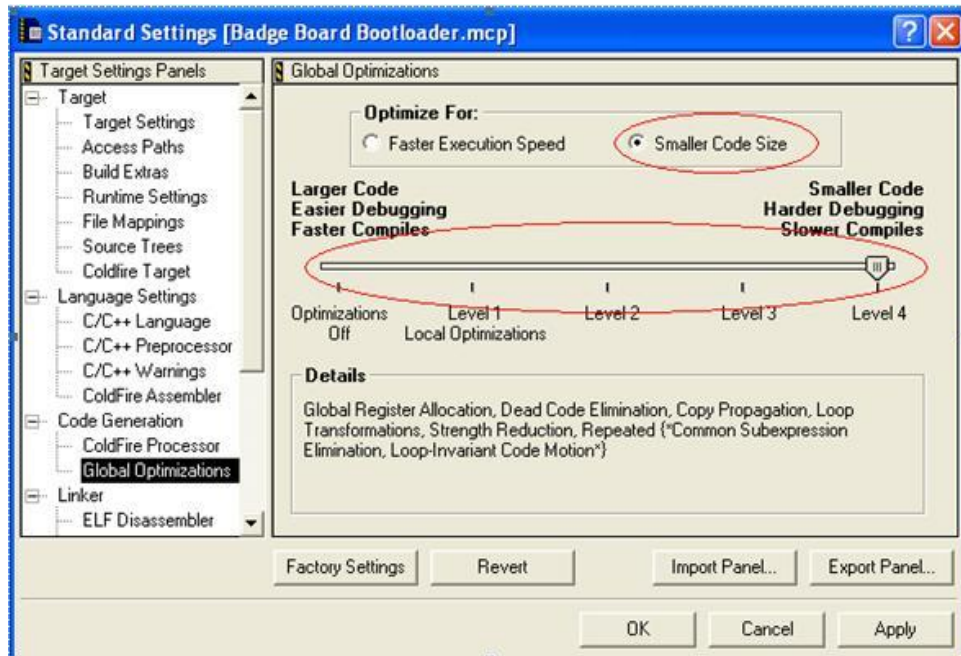 Standard Settings [Badge Board Bootloader.mcp]
Target Settings Panels
Target
Target Settings
Access Paths
Build Extras
Runtime Settings
File Mappings
Source Trees
Coldfire Target
Language Settings
C/C++ Language
C/C++ Preprocessor
C/C++ Warnings
ColdFire Assembler
Code Generation
ColdFire Processor
Global Optimizations
Linker
ELF Disassembler
Global Optimizations
Optimize For:
Faster Execution Speed
Smaller Code Size
Larger Code
Easier Debugging
Faster Compiles
Smaller Code
Harder Debugging
Slower Compiles
Optimizations Off
Level 1
Local Optimizations
Level 2
Level 3
Level 4
Details
Global Register Allocation, Dead Code Elimination, Copy Propagation, Loop
Transformations, Strength Reduction, Repeated {*Common Subexpression
Elimination, Loop-Invariant Code Motion*}
Factory Settings
Revert
Import Panel...
Export Panel...
OK
Cancel
Apply